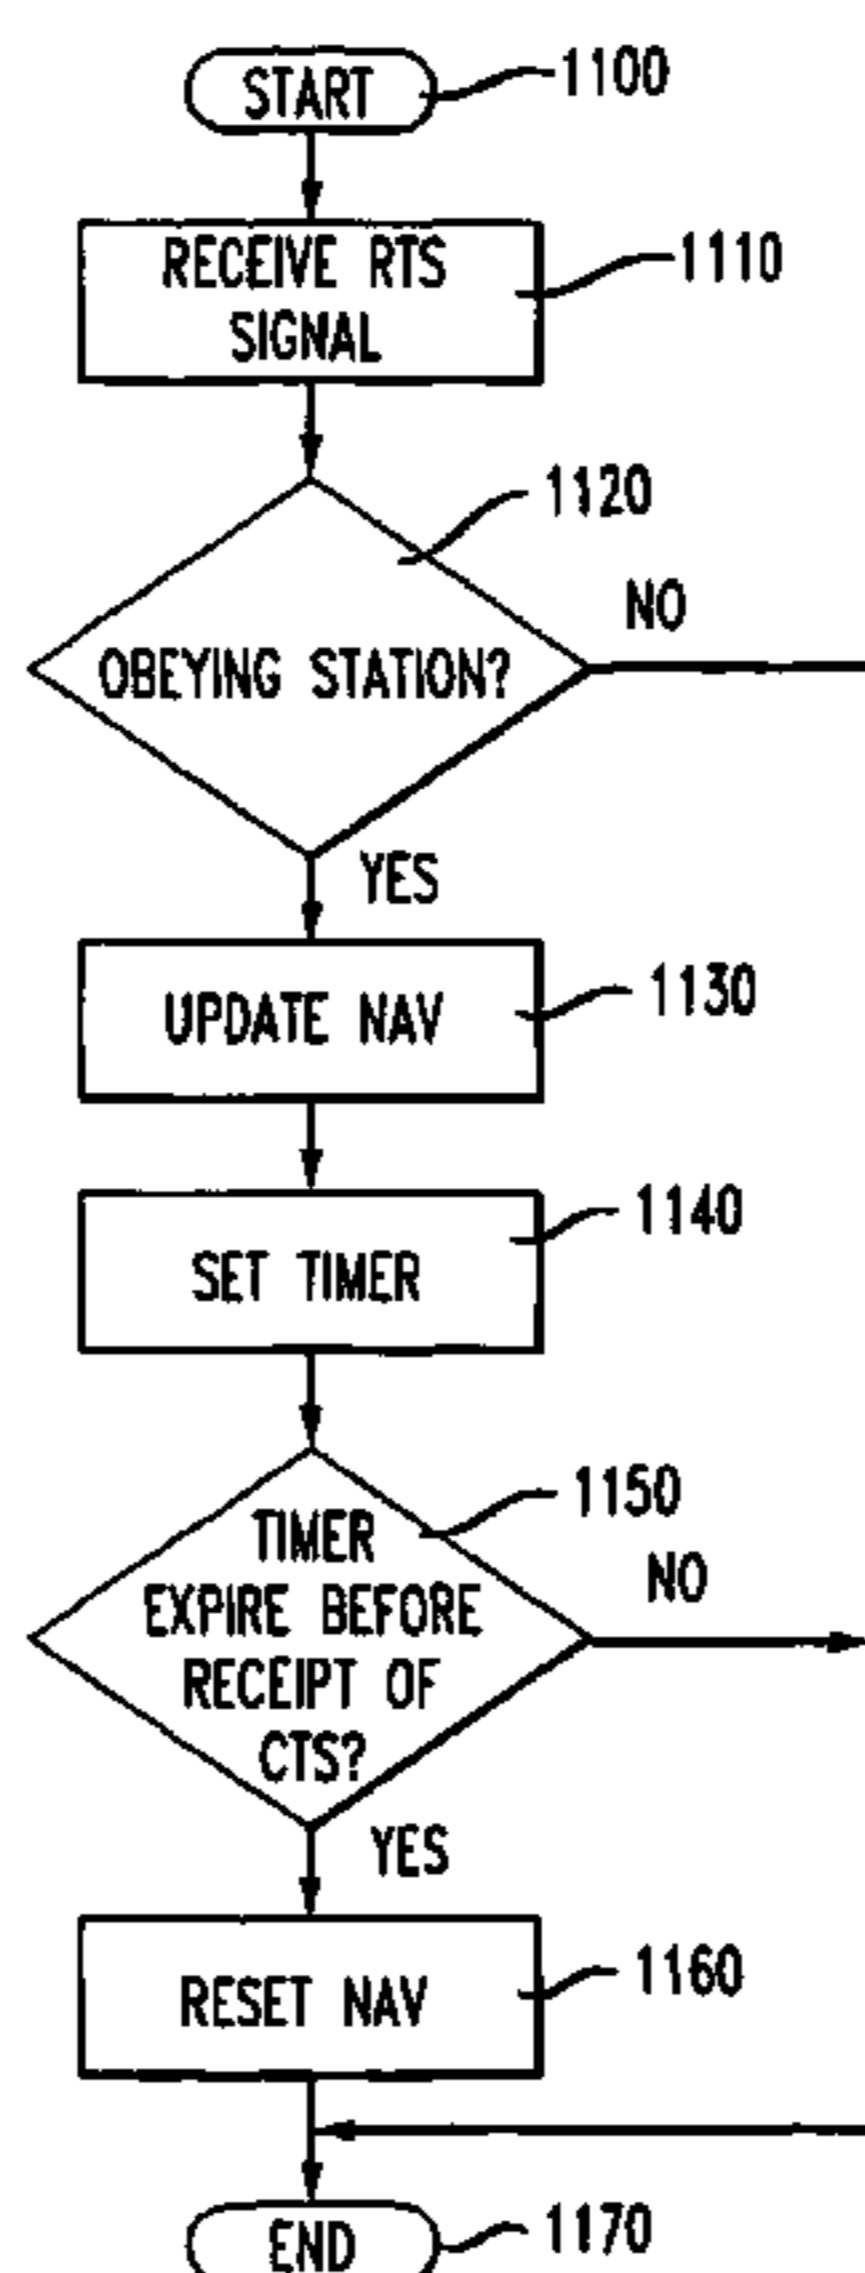 START
1100
RECEIVE RTS
SIGNAL
1110
1120
OBEYING STATION?
NO
YES
UPDATE NAV
1130
SET TIMER
1140
TIMER
EXPIRE BEFORE
RECEIPT OF
CTS?
1150
NO
YES
RESET NAV
1160
END
1170